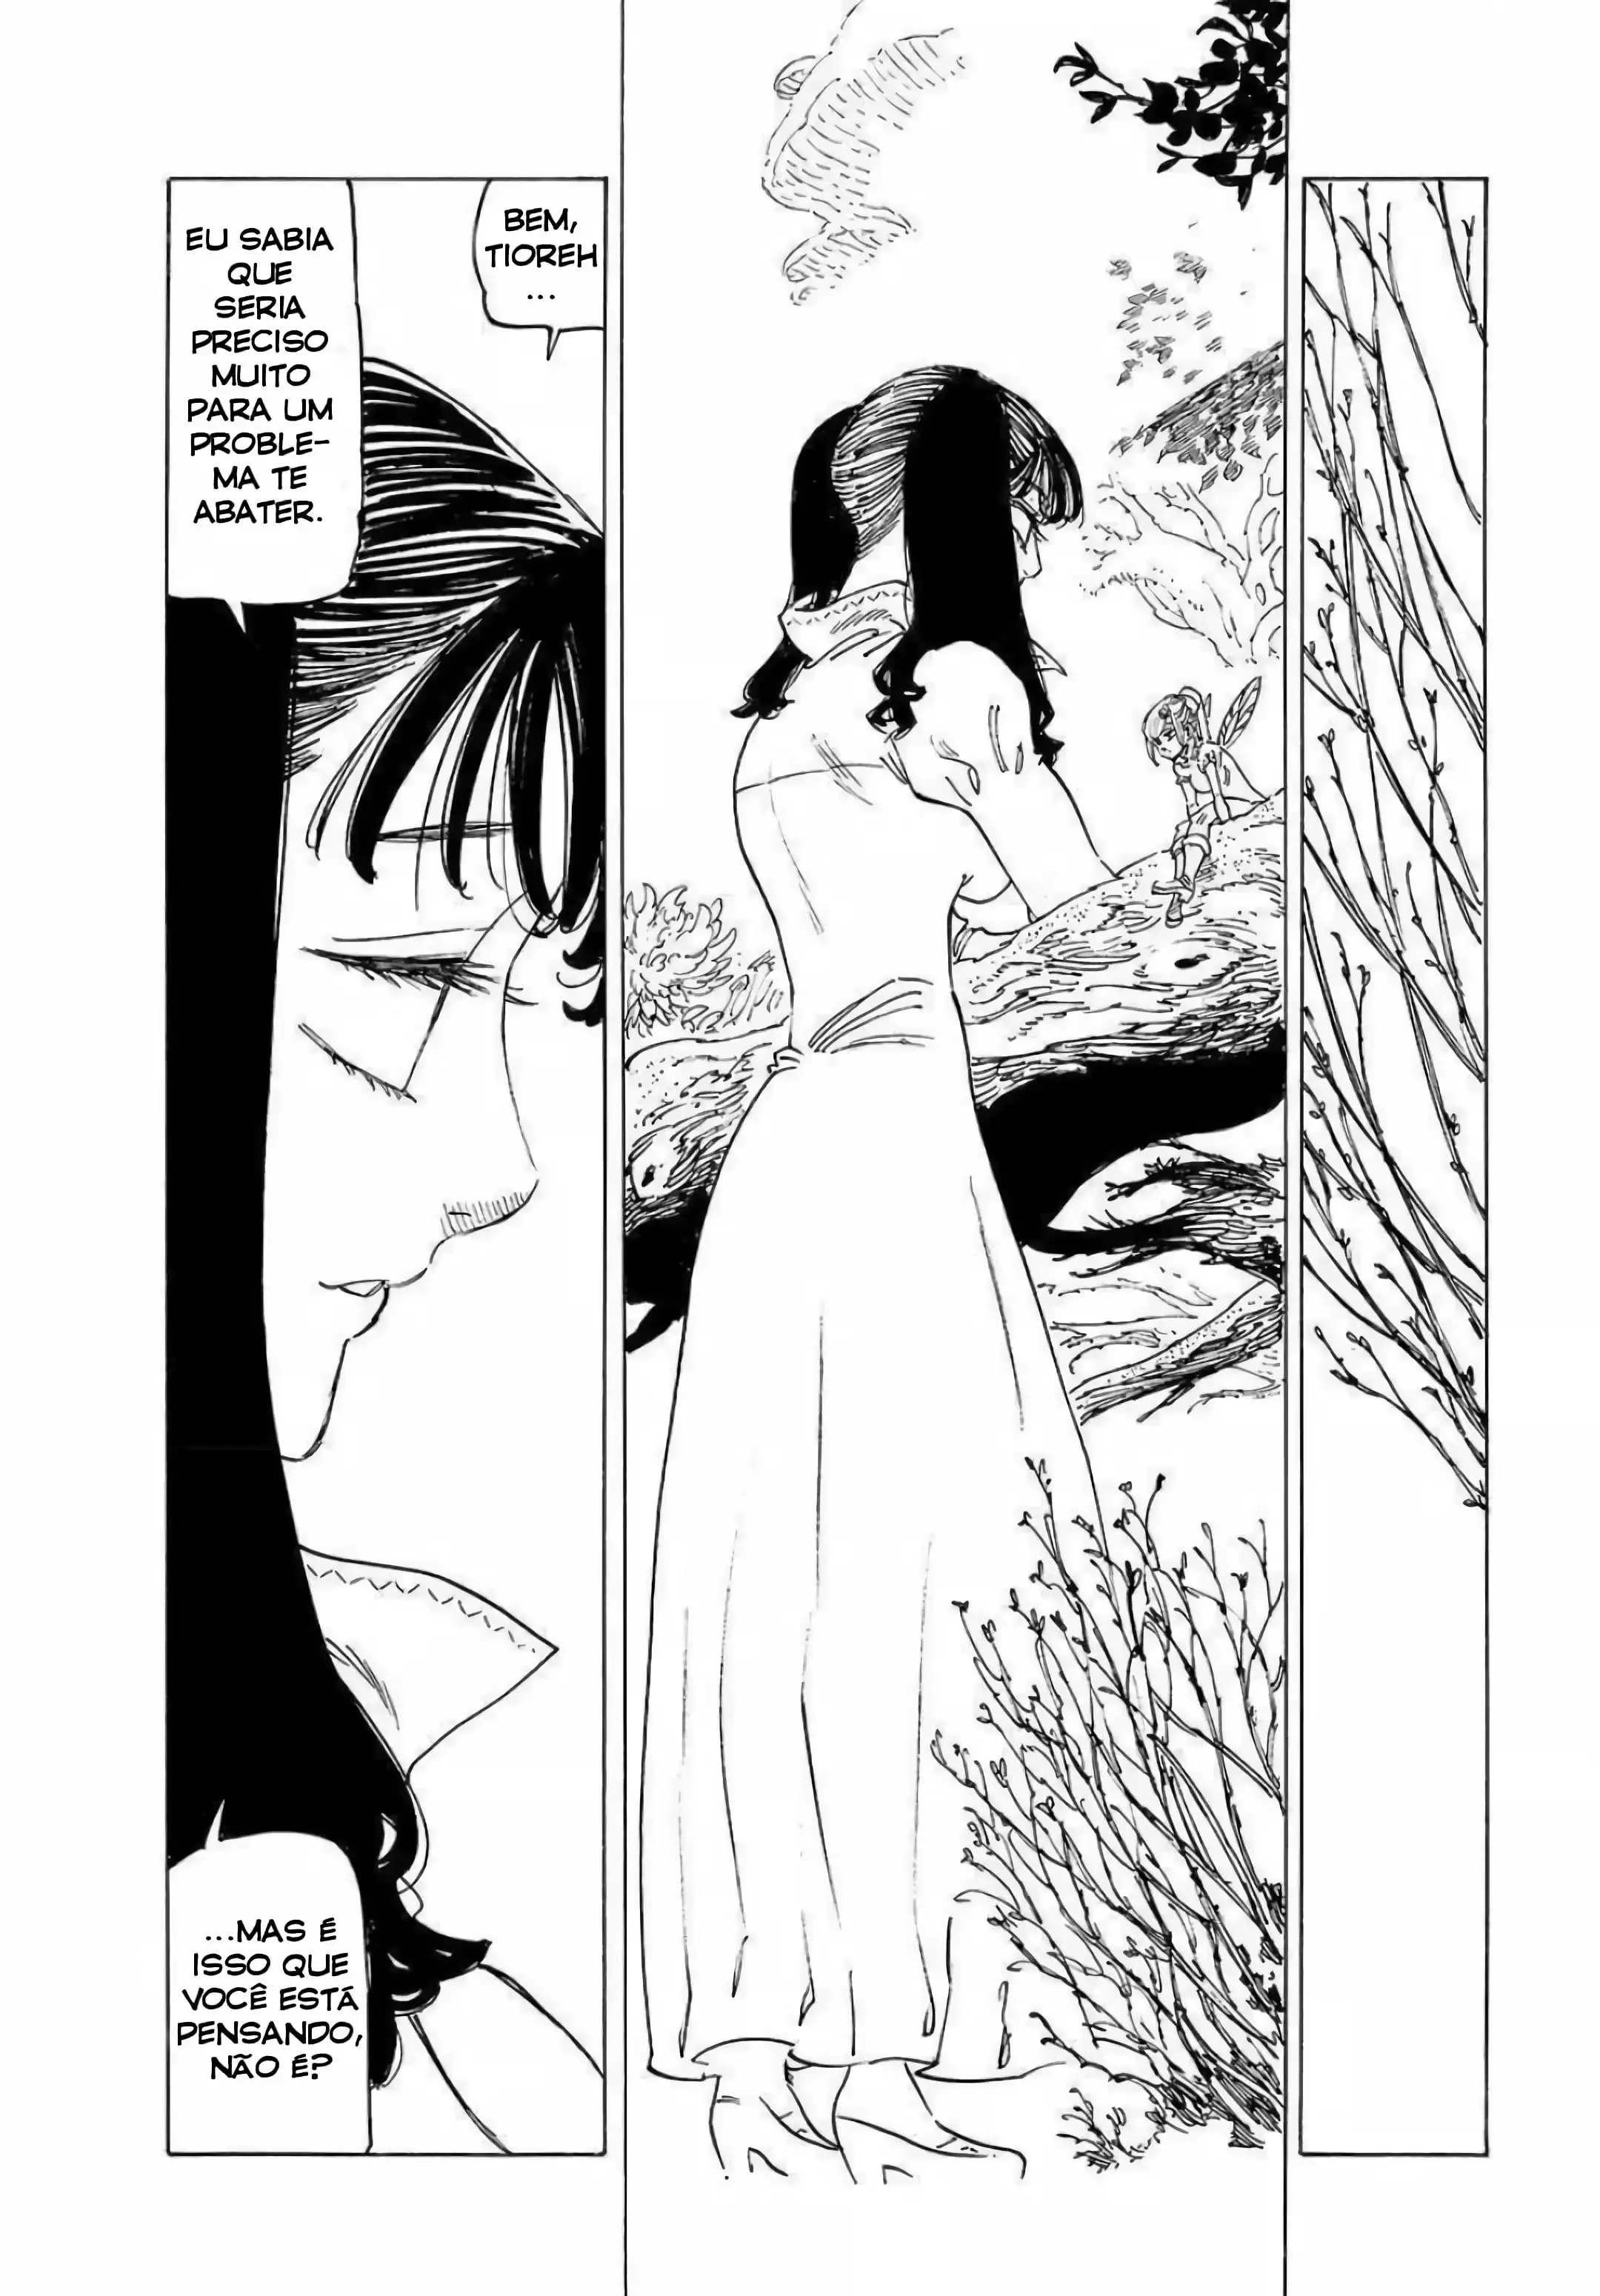 BEM,
TIOREH
...
EU SABIA
QUE
SERIA
PRECISO
MUITO
PARA UM
PROBLE-
MA TE
ABATER.
...MAS É
ISSO QUE
VOCÊ ESTÁ
PENSANDO,
NÃO É?